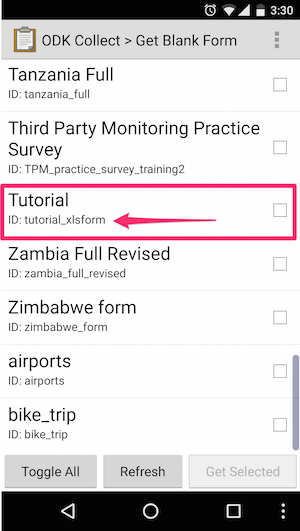 3:30
ODK Collect > Get Blank Form
Tanzania Full
ID: tanzania_full
Third Party Monitoring Practice
Survey
ID: TPM_practice_survey_training2
Tutorial
ID: tutorial_xlsform
Zambia Full Revised
ID: zambia_full_revised
Zimbabwe form
ID: zimbabwe_form
airports
ID: airports
bike_trip
ID: bike_trip
Toggle All Refresh Get Selected